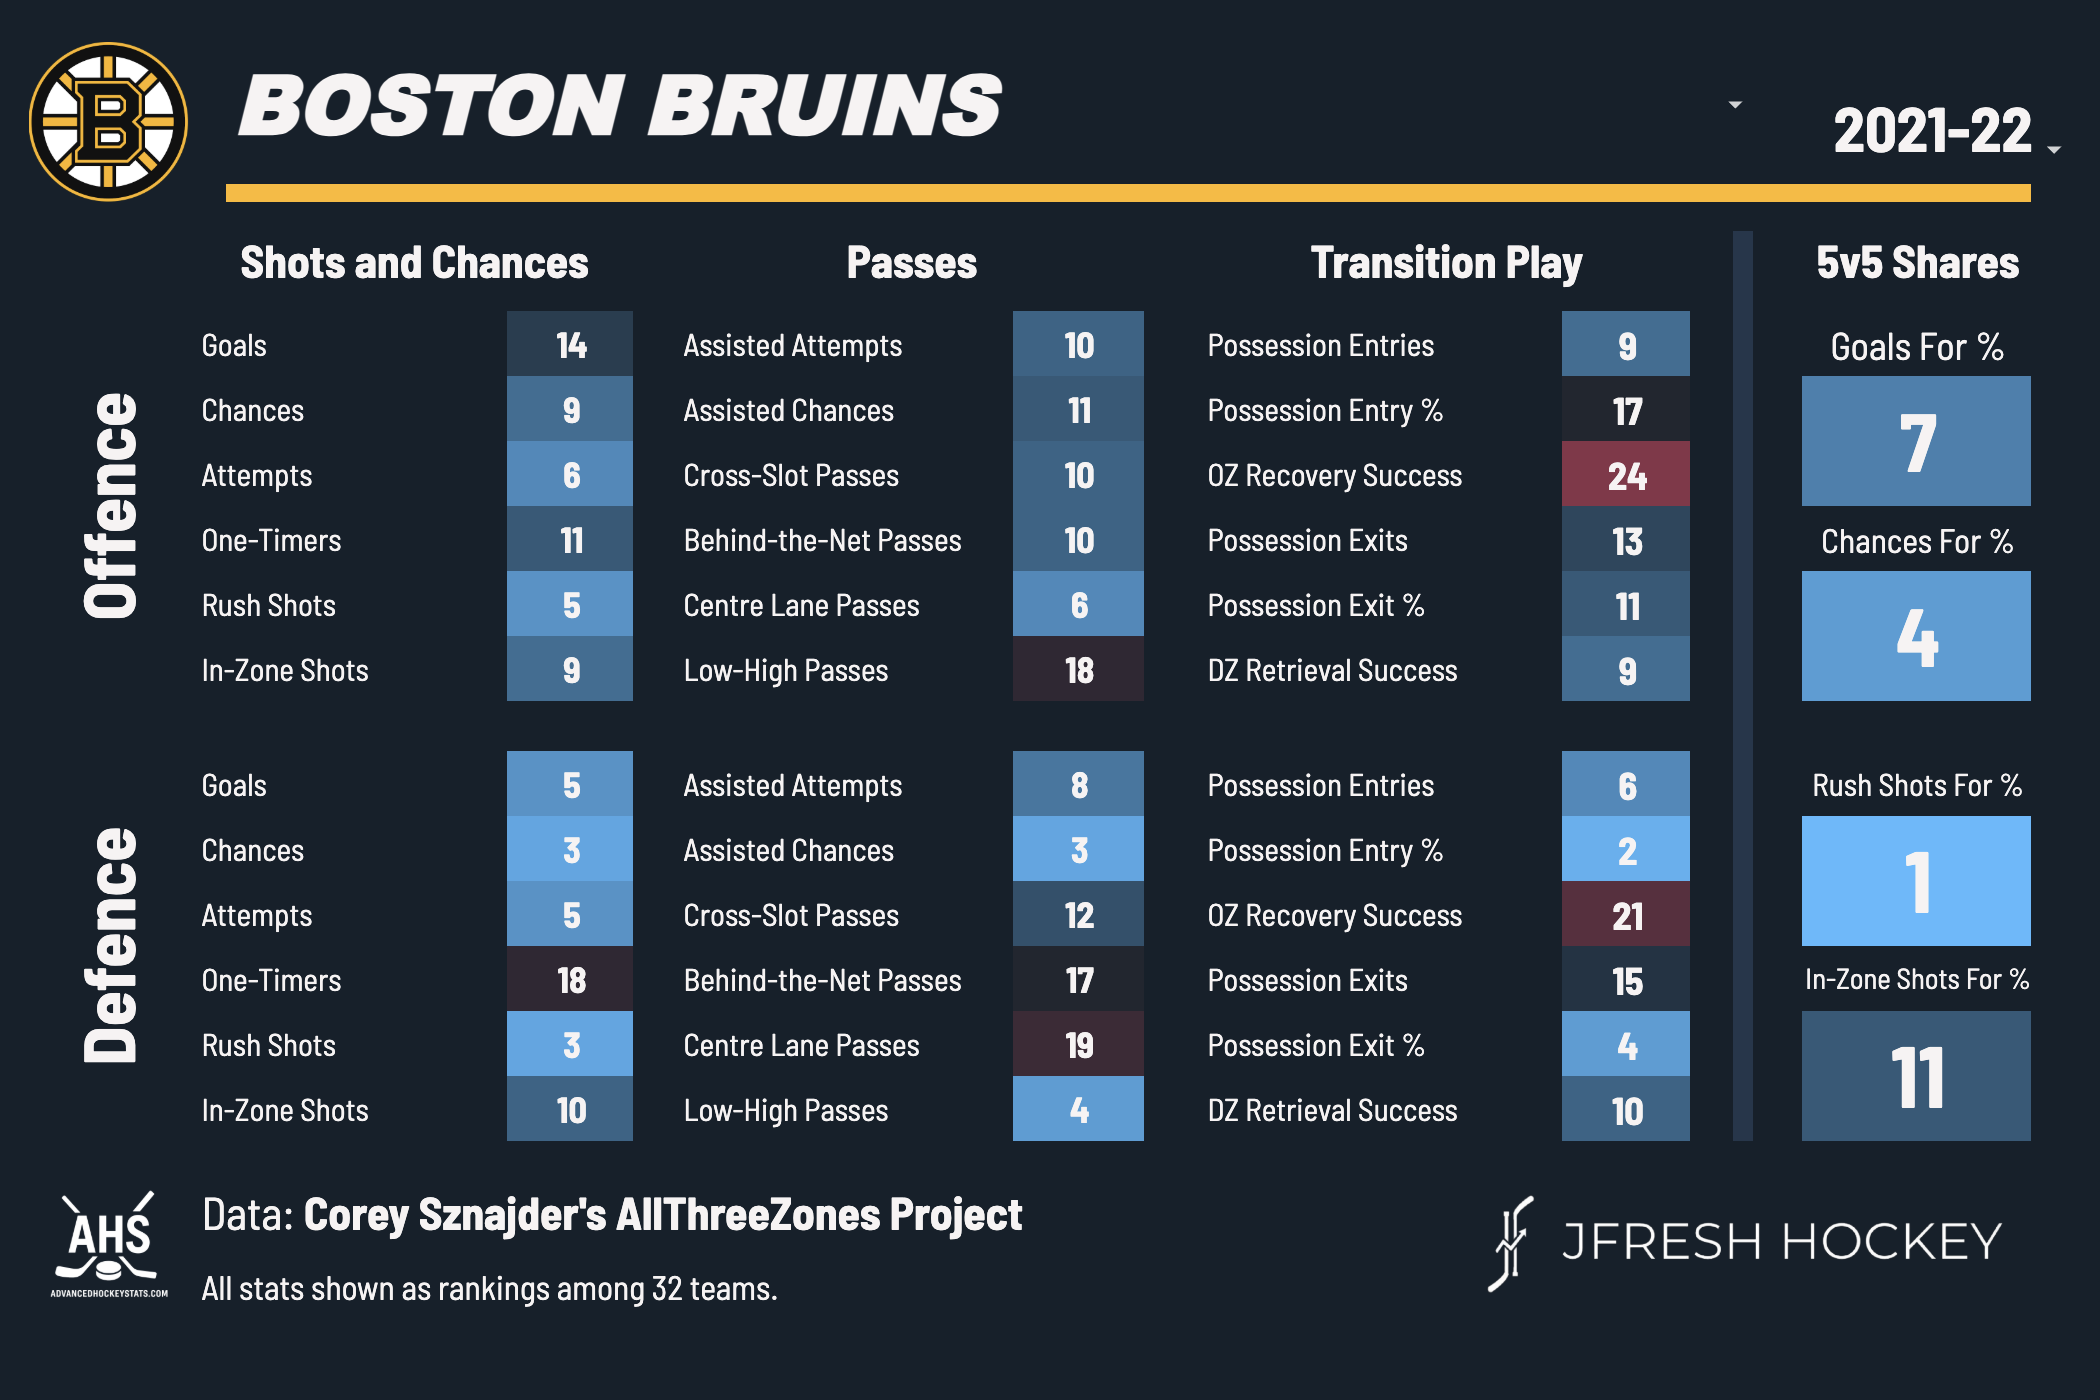 B
BOSTON BRUINS
2021-22
Shots and Chances
Passes
Transition Play
5v5 Shares
Offence
Goals 14
Chances 9
Attempts 6
One-Timers 11
Rush Shots 5
In-Zone Shots 9
Assisted Attempts 10
Assisted Chances 11
Cross-Slot Passes 10
Behind-the-Net Passes 10
Centre Lane Passes 6
Low-High Passes 18
Possession Entries 9
Possession Entry % 17
OZ Recovery Success 24
Possession Exits 13
Possession Exit % 11
DZ Retrieval Success 9
Goals For %
7
Chances For %
4
Defence
Goals 5
Chances 3
Attempts 5
One-Timers 18
Rush Shots 3
In-Zone Shots 10
Assisted Attempts 8
Assisted Chances 3
Cross-Slot Passes 12
Behind-the-Net Passes 17
Centre Lane Passes 19
Low-High Passes 4
Possession Entries 6
Possession Entry % 2
OZ Recovery Success 21
Possession Exits 15
Possession Exit % 4
DZ Retrieval Success 10
Rush Shots For %
1
In-Zone Shots For %
11
AHS
ADVANCEDHOCKEYSTATS.COM
Data: Corey Sznajder's AllThreeZones Project
All stats shown as rankings among 32 teams.
JFRESH HOCKEY